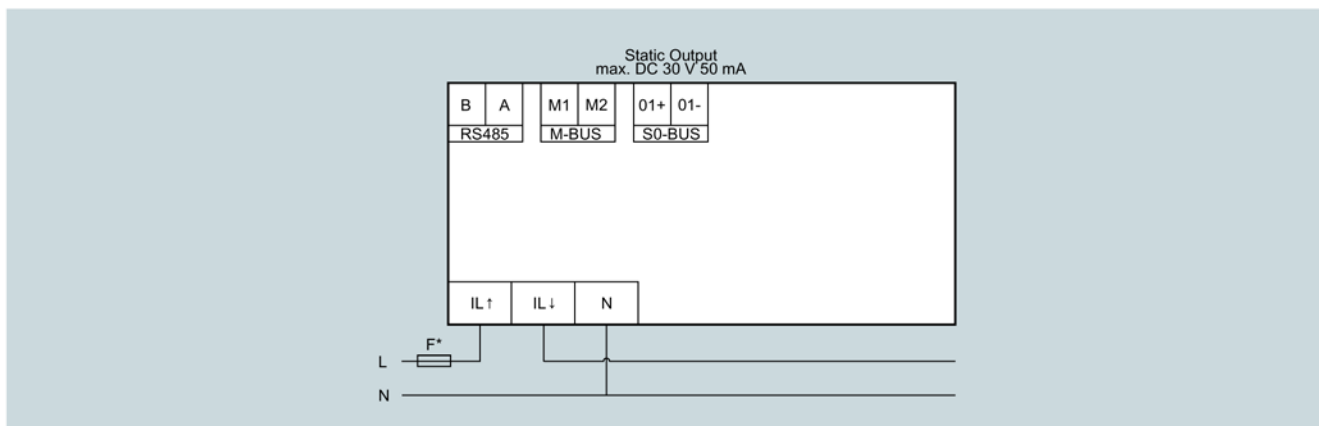 Static Output
max. DC 30 V 50 mA
B A M1 M2 01+ 01-
RS485 M-BUS S0-BUS
IL↑ IL↓ N
F*
L
N